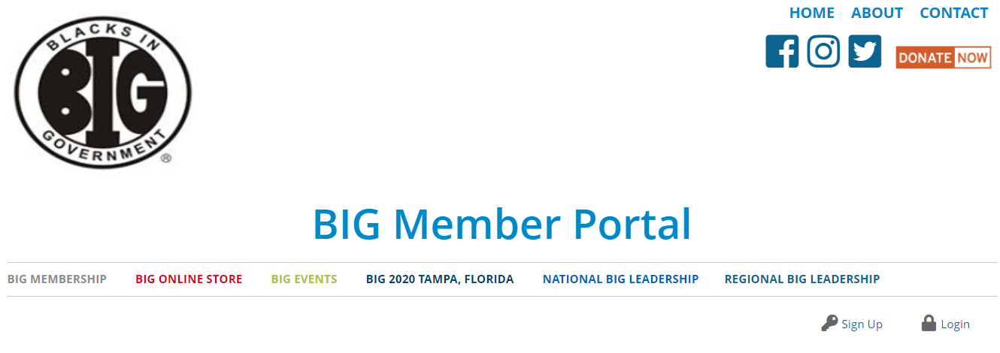 HOME ABOUT CONTACT
BLACKS IN
BIG
GOVERNMENT
®
DONATE NOW
BIG Member Portal
BIG MEMBERSHIP BIG ONLINE STORE BIG EVENTS BIG 2020 TAMPA, FLORIDA NATIONAL BIG LEADERSHIP REGIONAL BIG LEADERSHIP
Sign Up Login